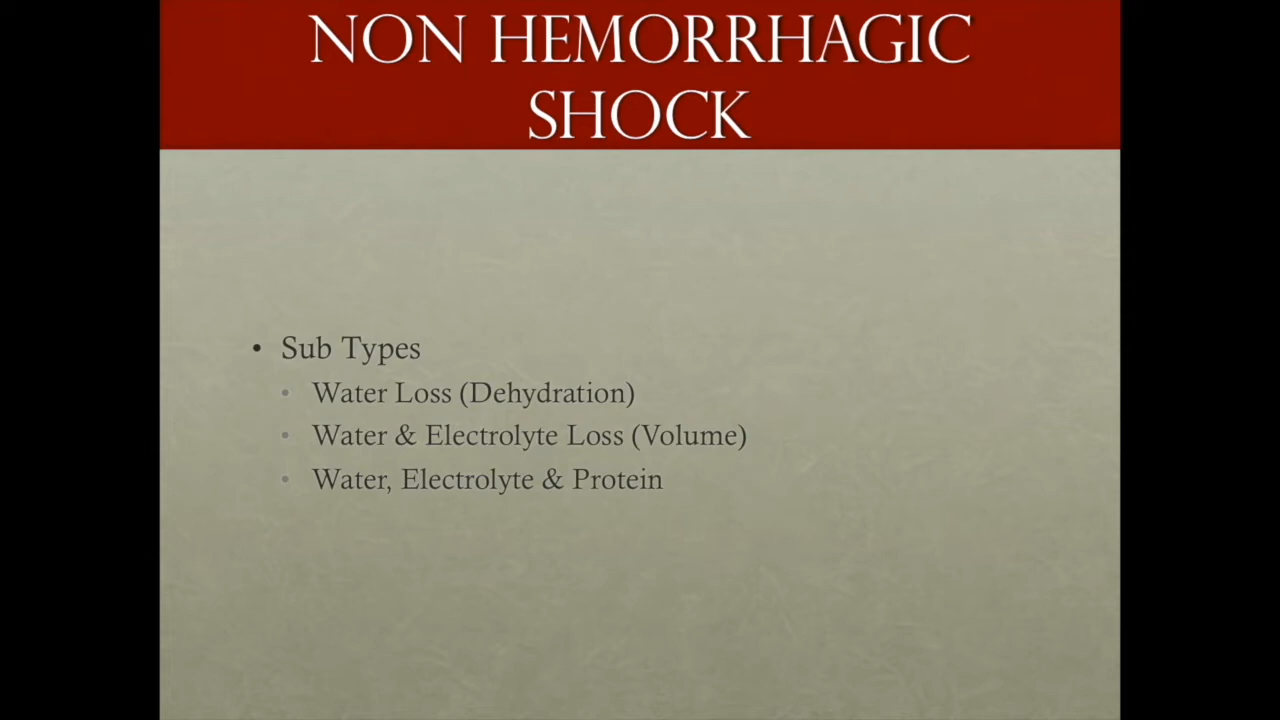 NON HEMORRHAGIC
SHOCK
• Sub Types
• Water Loss (Dehydration)
• Water & Electrolyte Loss (Volume)
• Water, Electrolyte & Protein